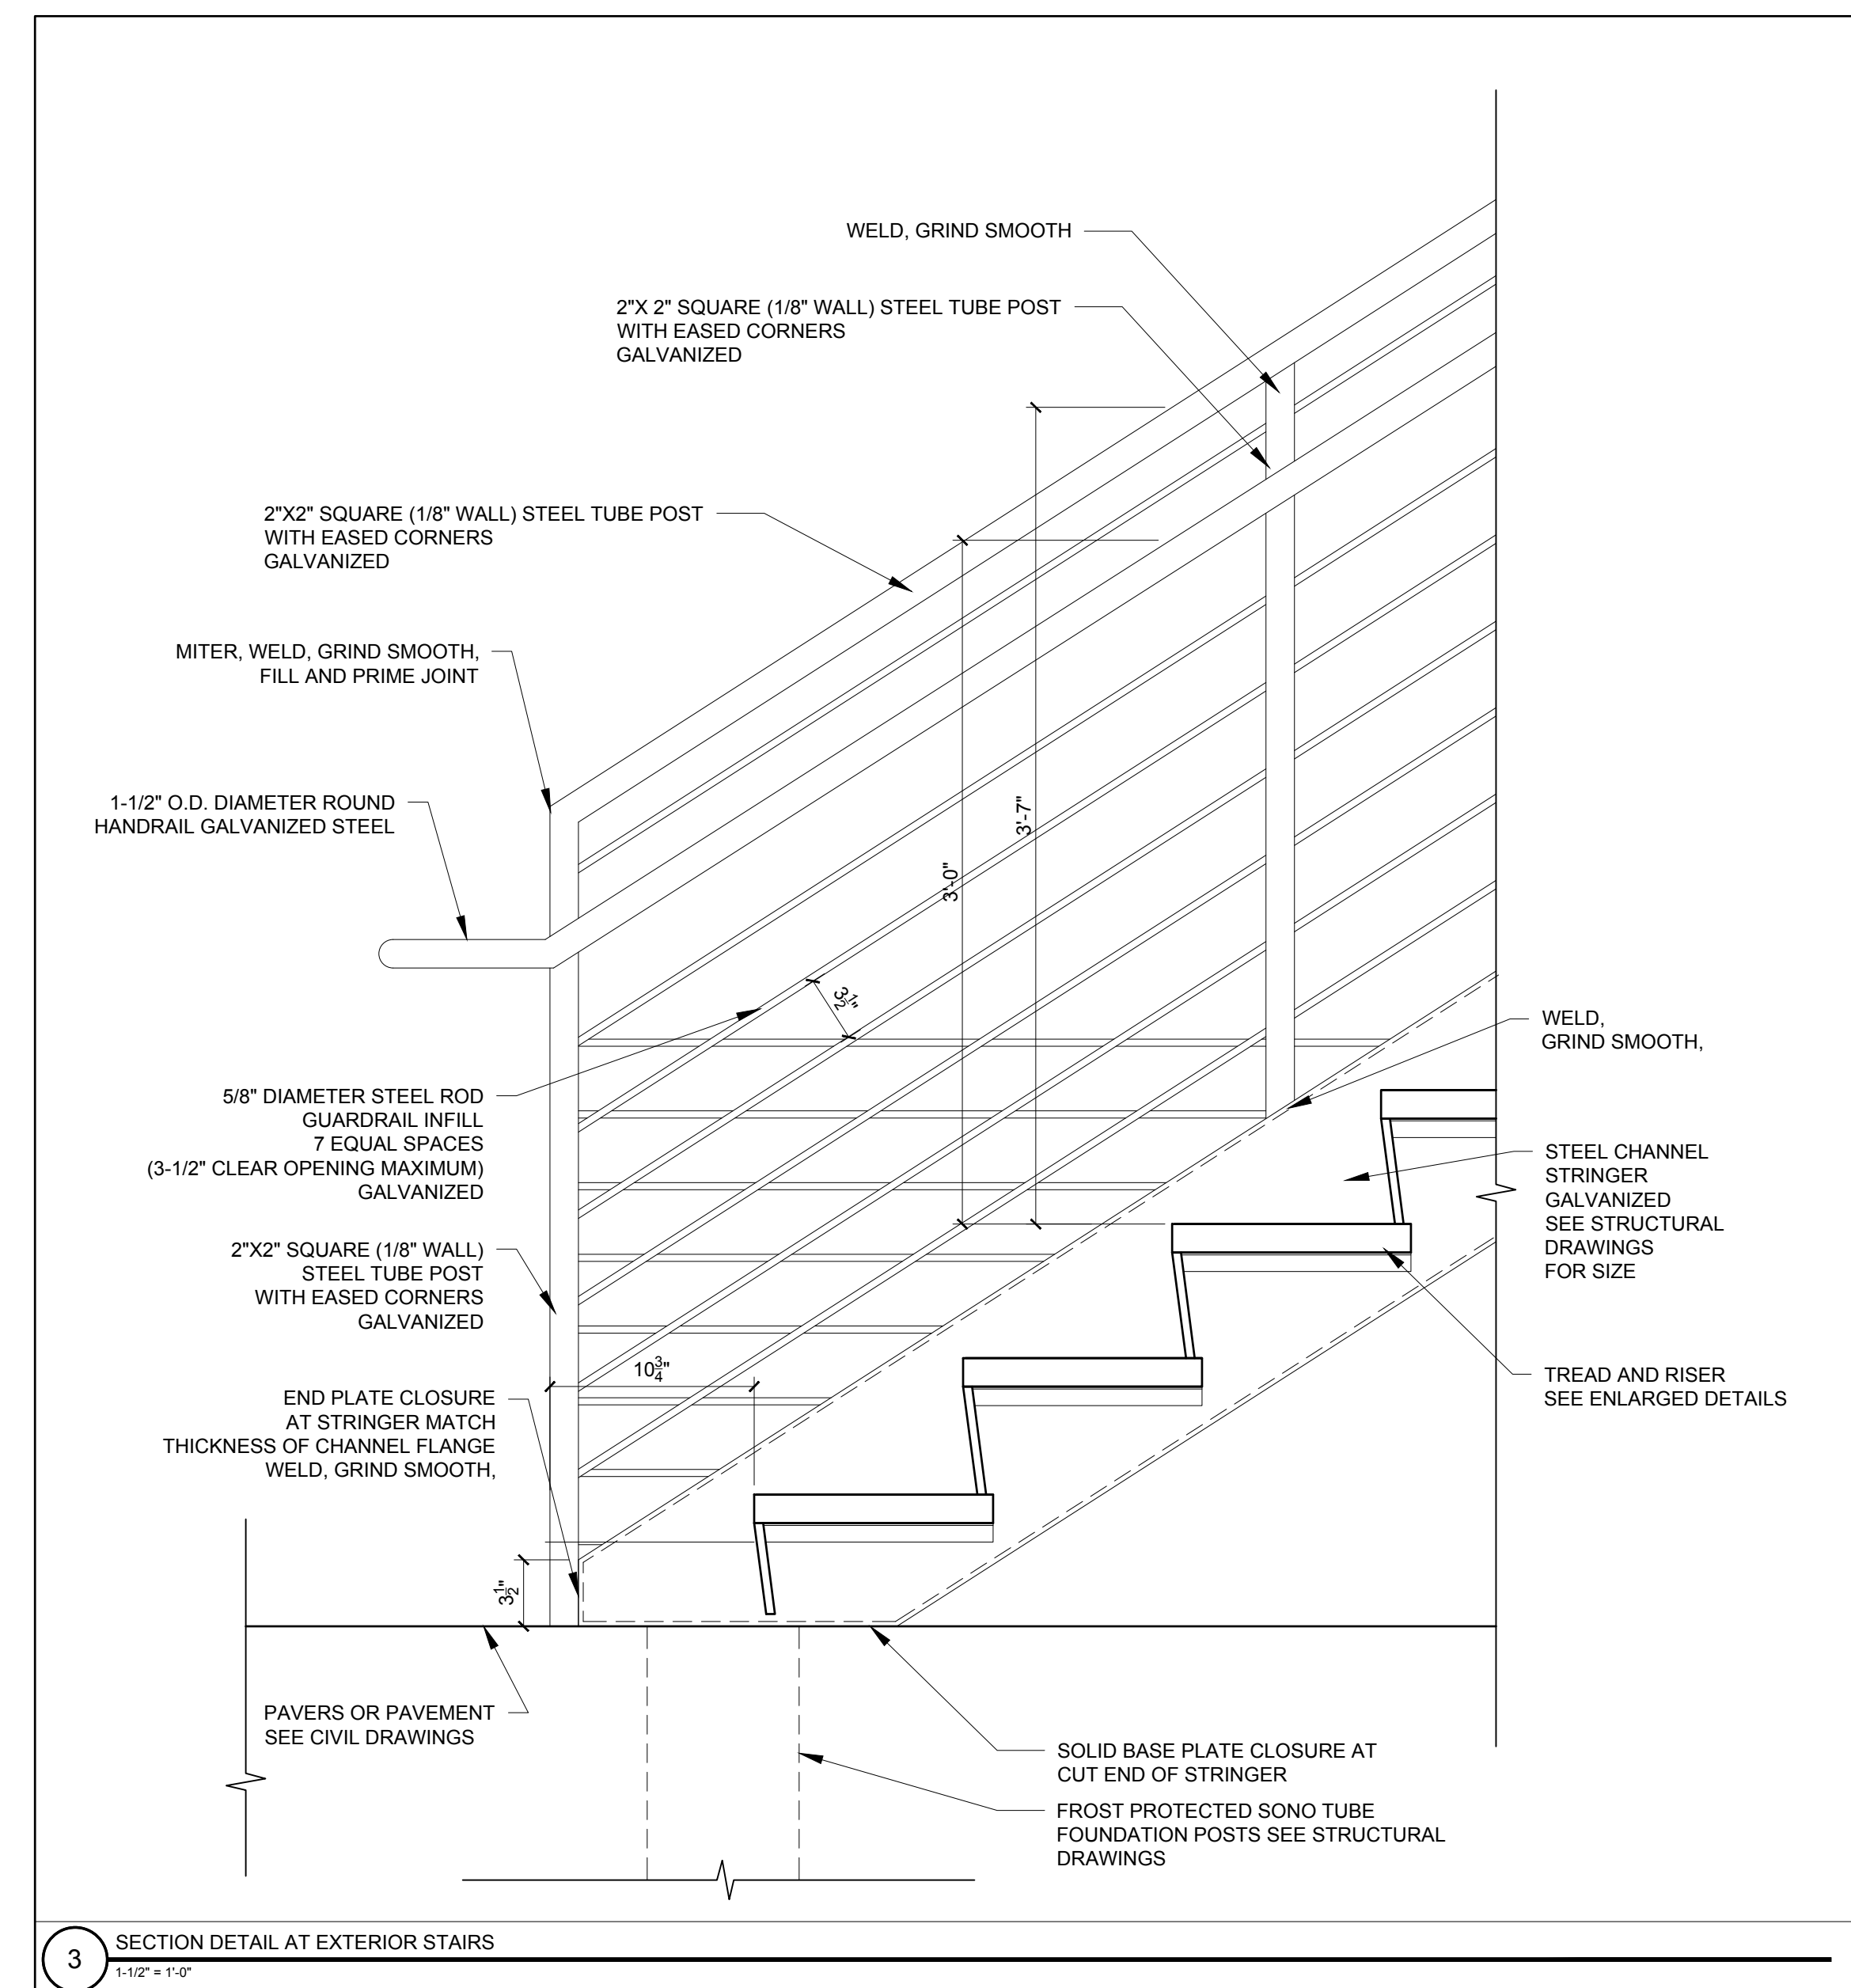 WELD, GRIND SMOOTH
2"X 2" SQUARE (1/8" WALL) STEEL TUBE POST
WITH EASED CORNERS
GALVANIZED
2"X2" SQUARE (1/8" WALL) STEEL TUBE POST
WITH EASED CORNERS
GALVANIZED
MITER, WELD, GRIND SMOOTH,
FILL AND PRIME JOINT
1-1/2" O.D. DIAMETER ROUND
HANDRAIL GALVANIZED STEEL
3'-7"
3'-0"
3 1/2"
WELD,
GRIND SMOOTH,
5/8" DIAMETER STEEL ROD
GUARDRAIL INFILL
7 EQUAL SPACES
(3-1/2" CLEAR OPENING MAXIMUM)
GALVANIZED
STEEL CHANNEL
STRINGER
GALVANIZED
SEE STRUCTURAL
DRAWINGS
FOR SIZE
2"X2" SQUARE (1/8" WALL)
STEEL TUBE POST
WITH EASED CORNERS
GALVANIZED
10 3/4"
TREAD AND RISER
SEE ENLARGED DETAILS
END PLATE CLOSURE
AT STRINGER MATCH
THICKNESS OF CHANNEL FLANGE
WELD, GRIND SMOOTH,
3 1/2"
PAVERS OR PAVEMENT
SEE CIVIL DRAWINGS
SOLID BASE PLATE CLOSURE AT
CUT END OF STRINGER
FROST PROTECTED SONO TUBE
FOUNDATION POSTS SEE STRUCTURAL
DRAWINGS
3
SECTION DETAIL AT EXTERIOR STAIRS
1-1/2" = 1'-0"